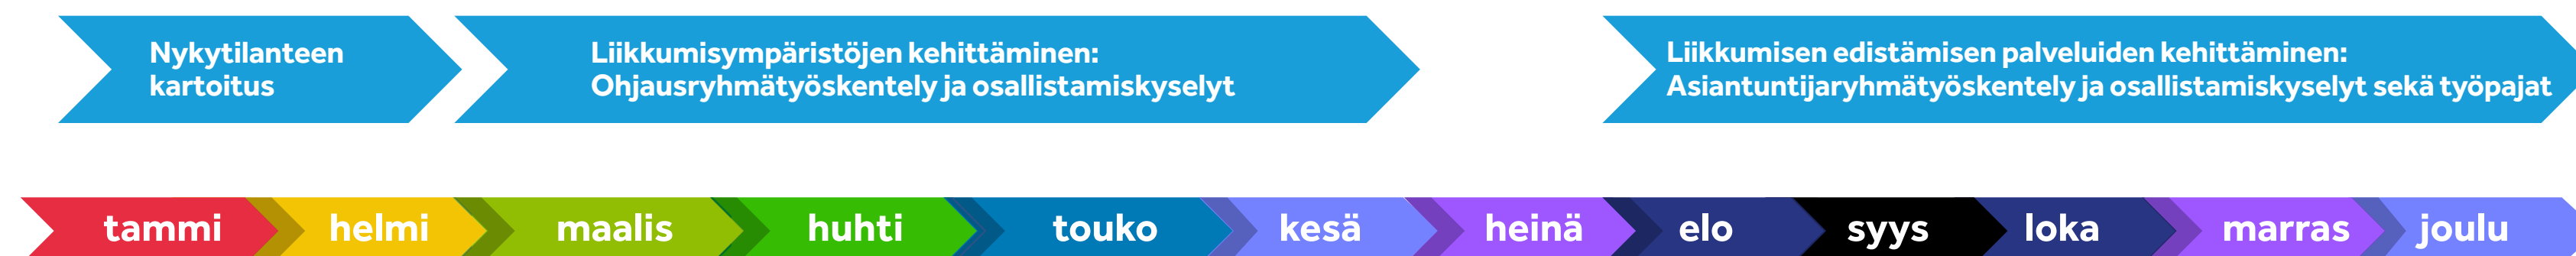 Nykytilanteen
kartoitus
Liikkumisympäristöjen kehittäminen:
Ohjausryhmätyöskentely ja osallistamiskyselyt
Liikkumisen edistämisen palveluiden kehittäminen:
Asiantuntijaryhmätyöskentely ja osallistamiskyselyt sekä työpajat
tammi helmi maalis huhti touko kesä heinä elo syys loka marras joulu